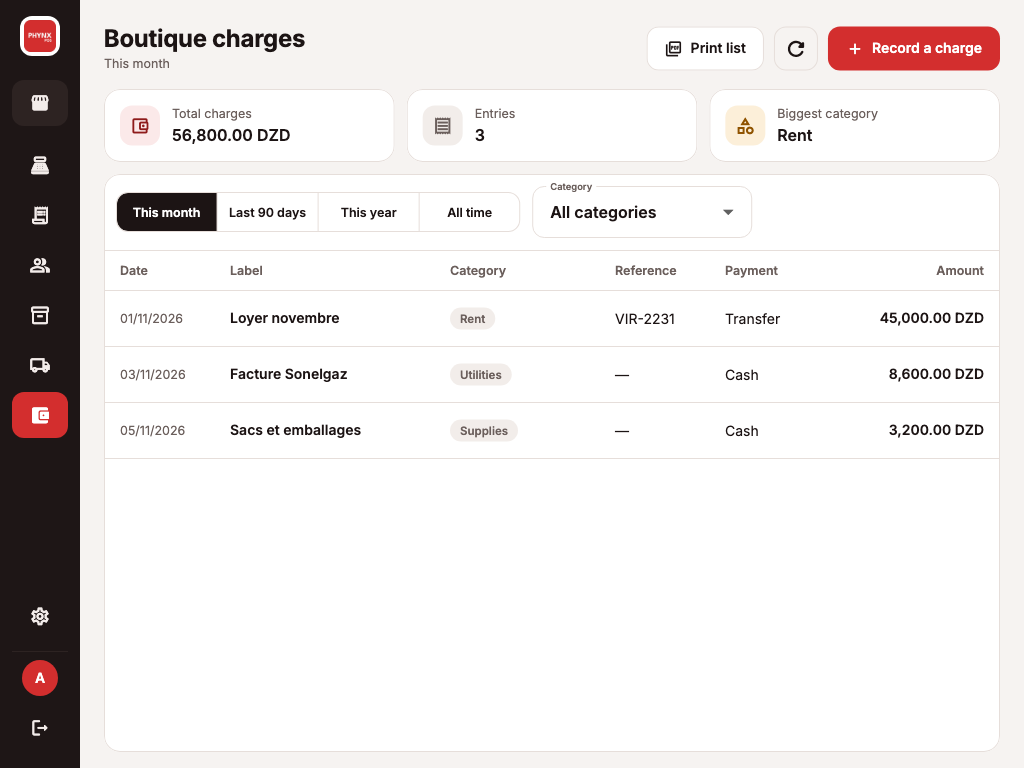 PHYNX
POS
Boutique charges
This month
Print list
Record a charge
Total charges
56,800.00 DZD
Entries
3
Biggest category
Rent
This month
Last 90 days
This year
All time
Category
All categories
Date Label Category Reference Payment Amount
01/11/2026 Loyer novembre Rent VIR-2231 Transfer 45,000.00 DZD
03/11/2026 Facture Sonelgaz Utilities — Cash 8,600.00 DZD
05/11/2026 Sacs et emballages Supplies — Cash 3,200.00 DZD
A